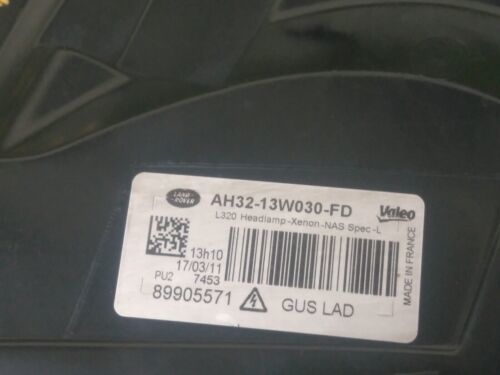 LAND
ROVER
AH32-13W030-FD
Valeo
L320 Headlamp-Xenon-NAS Spec-L
13h10
17/03/11
PU2 7453
89905571
GUS LAD
MADE IN FRANCE